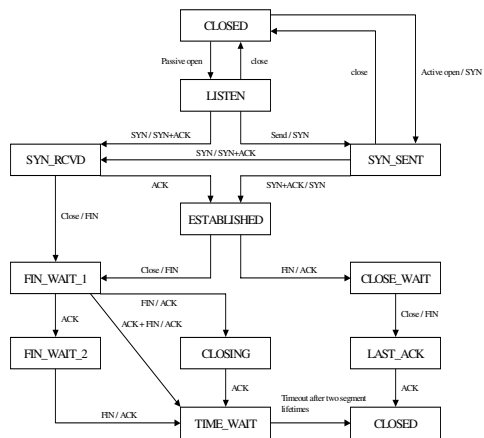 CLOSED
Passive open
close
close
Active open / SYN
LISTEN
SYN / SYN+ACK
Send / SYN
SYN_RCVD
SYN / SYN+ACK
SYN_SENT
ACK
SYN+ACK / SYN
ESTABLISHED
Close / FIN
Close / FIN
FIN / ACK
FIN_WAIT_1
CLOSE_WAIT
FIN / ACK
ACK
ACK + FIN / ACK
Close / FIN
FIN_WAIT_2
CLOSING
LAST_ACK
ACK
ACK
Timeout after two segment
lifetimes
FIN / ACK
TIME_WAIT
CLOSED